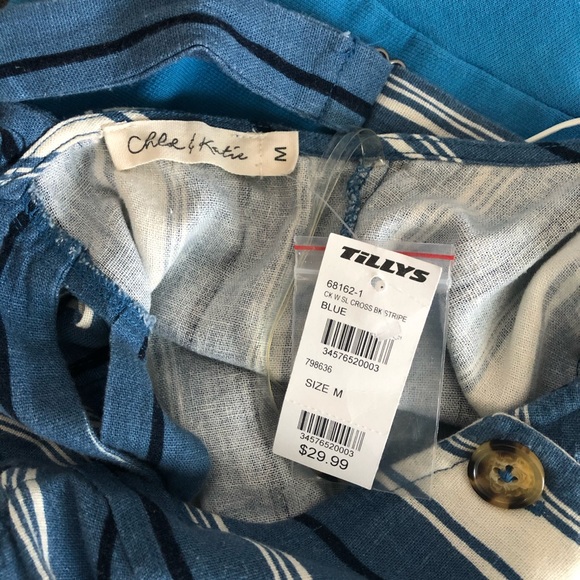 Chloe & Katie
M
TiLLYS
68162-1
CK W SL CROSS BK STRIPE
BLUE
34576520003
798636
SIZE M
34576520003
$29.99